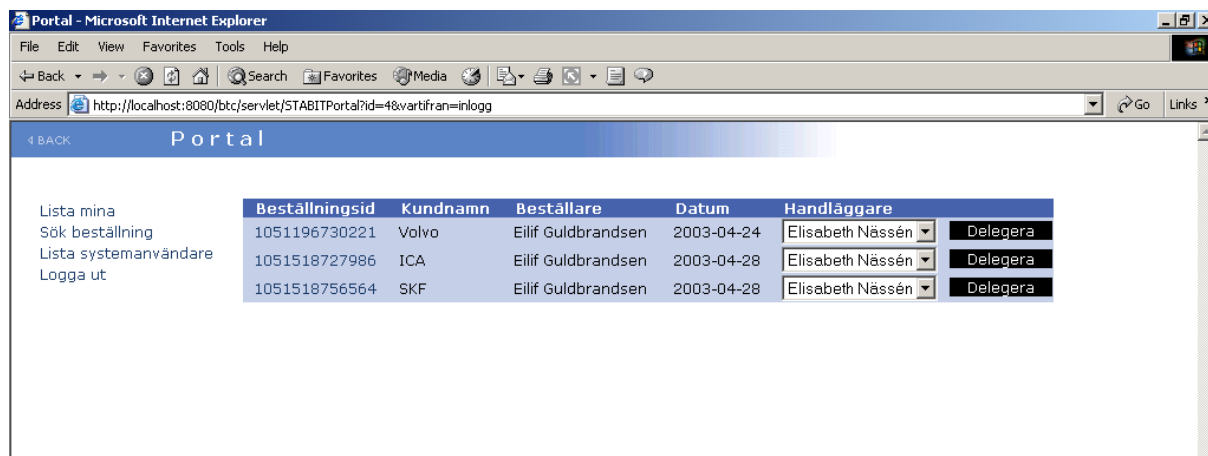 Portal - Microsoft Internet Explorer
File Edit View Favorites Tools Help
Back Search Favorites Media
Address http://localhost:8080/btc/servlet/STABITPortal?id=4&vartifran=inlogg Go Links
BACK Portal
Lista mina
Sök beställning
Lista systemanvändare
Logga ut
Beställningsid Kundnamn Beställare Datum Handläggare
1051196730221 Volvo Eilif Guldbrandsen 2003-04-24 Elisabeth Nässén Delegera
1051518727986 ICA Eilif Guldbrandsen 2003-04-28 Elisabeth Nässén Delegera
1051518756564 SKF Eilif Guldbrandsen 2003-04-28 Elisabeth Nässén Delegera